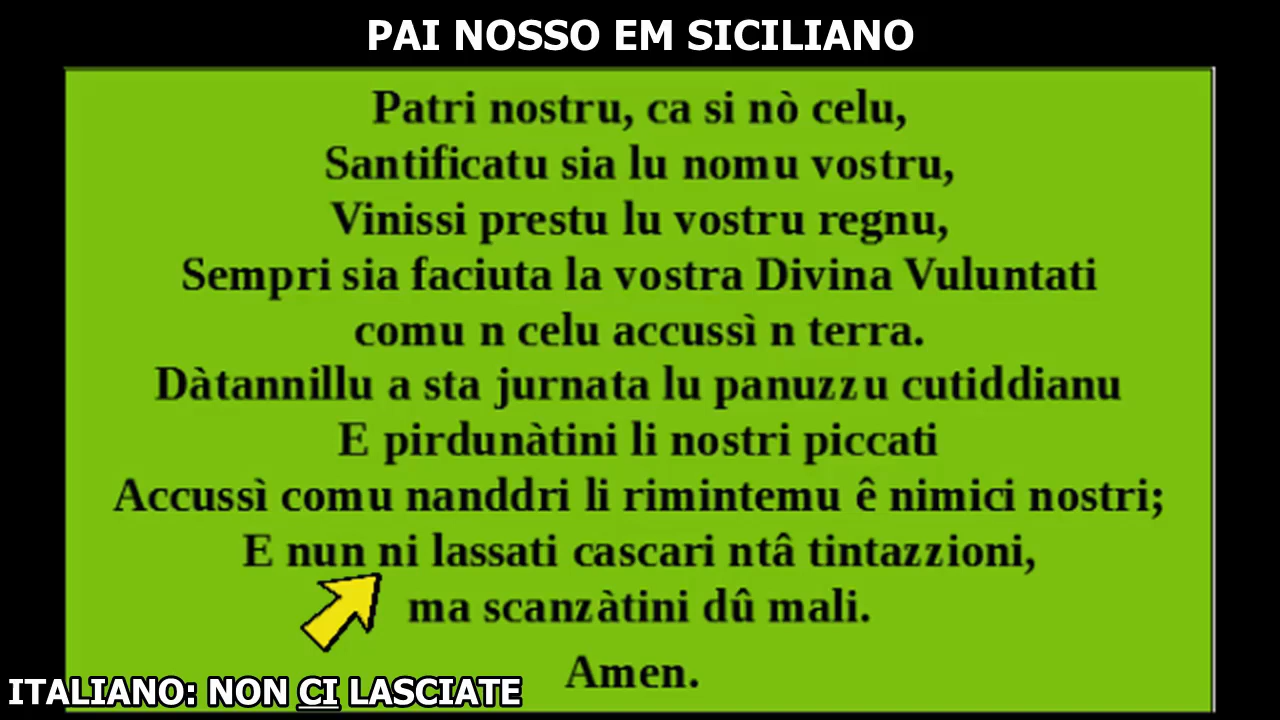 PAI NOSSO EM SICILIANO
Patri nostru, ca si nò celu,
Santificatu sia lu nomu vostru,
Vinissi prestu lu vostru regnu,
Sempri sia faciuta la vostra Divina Vuluntati
comu n celu accussì n terra.
Dàtannillu a sta jurnata lu panuzzu cutiddianu
E pirdunàtini li nostri piccati
Accussì comu nanddri li rimintemu ê nimici nostri;
E nun ni lassati cascari ntâ tintazzioni,
ma scanzàtini dû mali.
Amen.
ITALIANO: NON CI LASCIATE